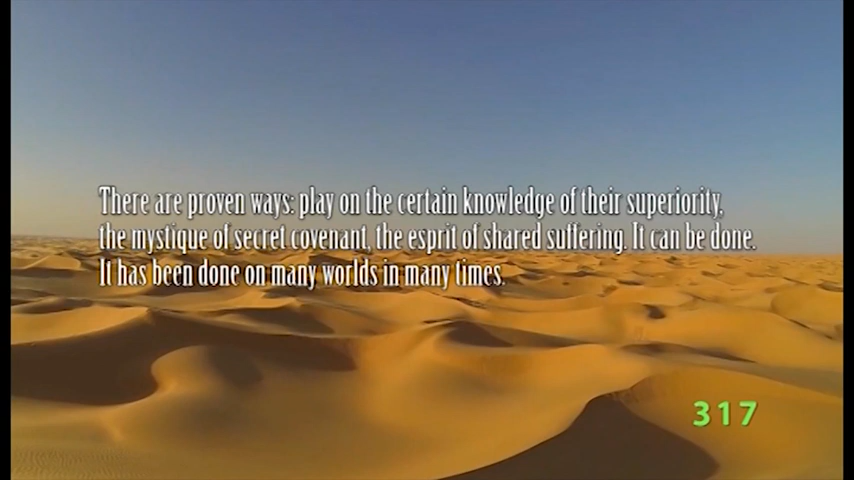 There are proven ways: play on the certain knowledge of their superiority,
the mystique of secret covenant, the esprit of shared suffering. It can be done.
It has been done on many worlds in many times.
317